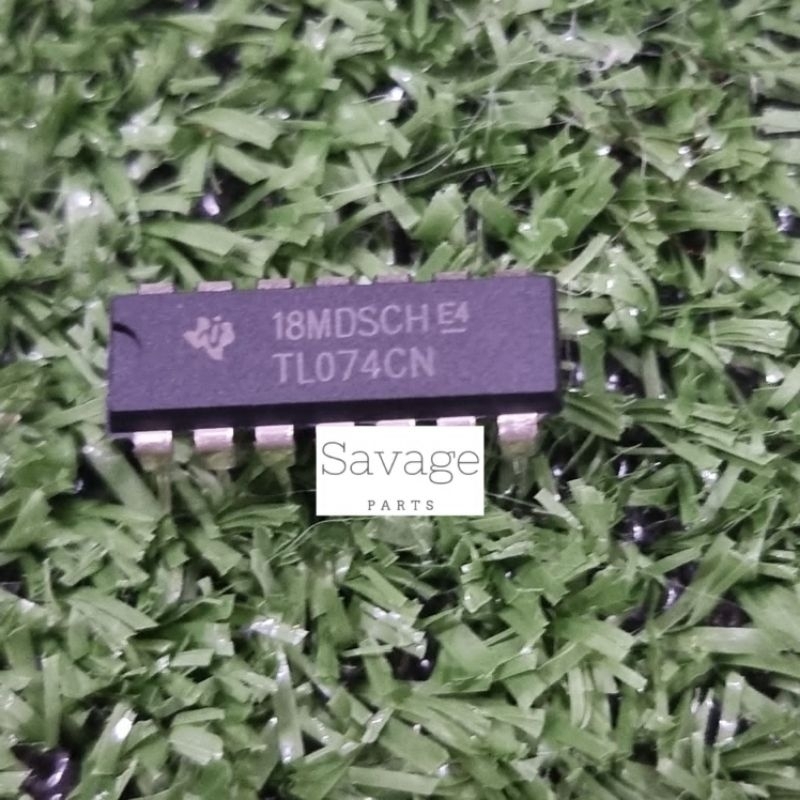 18MDSCH E4
TL074CN
Savage
PARTS